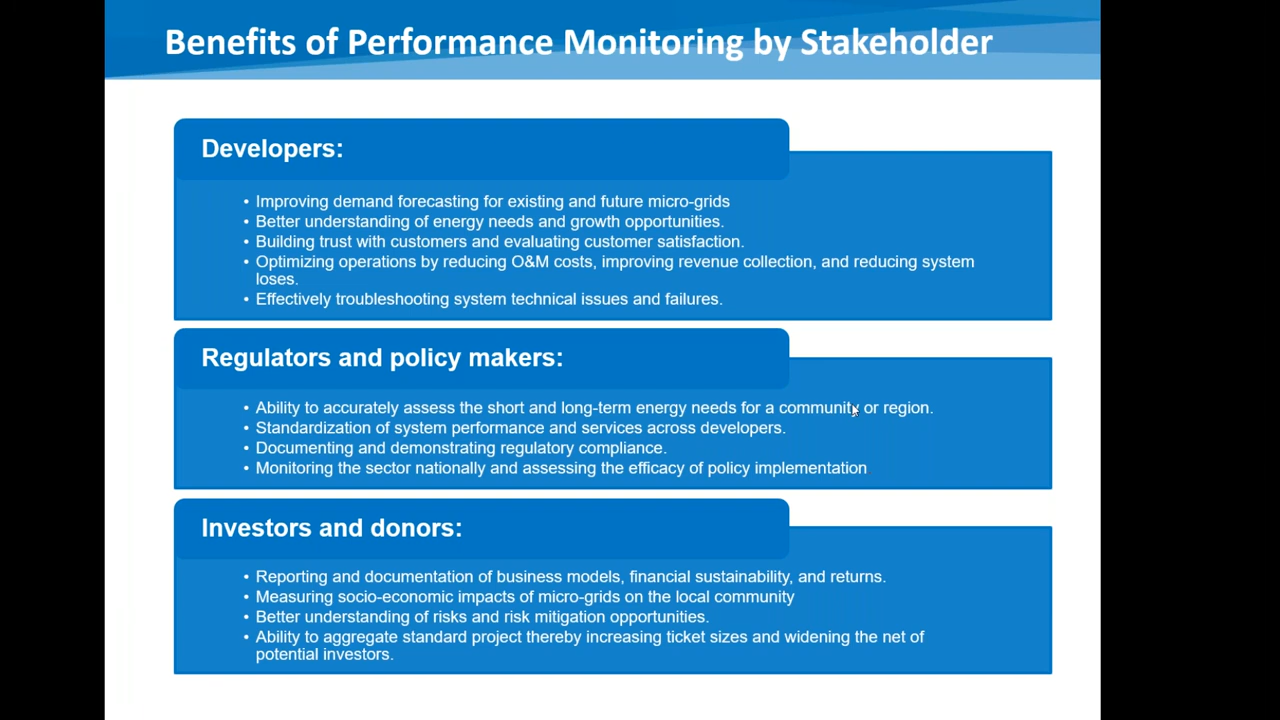 Benefits of Performance Monitoring by Stakeholder
Developers:
• Improving demand forecasting for existing and future micro-grids
• Better understanding of energy needs and growth opportunities.
• Building trust with customers and evaluating customer satisfaction.
• Optimizing operations by reducing O&M costs, improving revenue collection, and reducing system
loses.
• Effectively troubleshooting system technical issues and failures.
Regulators and policy makers:
• Ability to accurately assess the short and long-term energy needs for a community or region.
• Standardization of system performance and services across developers.
• Documenting and demonstrating regulatory compliance.
• Monitoring the sector nationally and assessing the efficacy of policy implementation
Investors and donors:
• Reporting and documentation of business models, financial sustainability, and returns.
• Measuring socio-economic impacts of micro-grids on the local community
• Better understanding of risks and risk mitigation opportunities.
• Ability to aggregate standard project thereby increasing ticket sizes and widening the net of
potential investors.